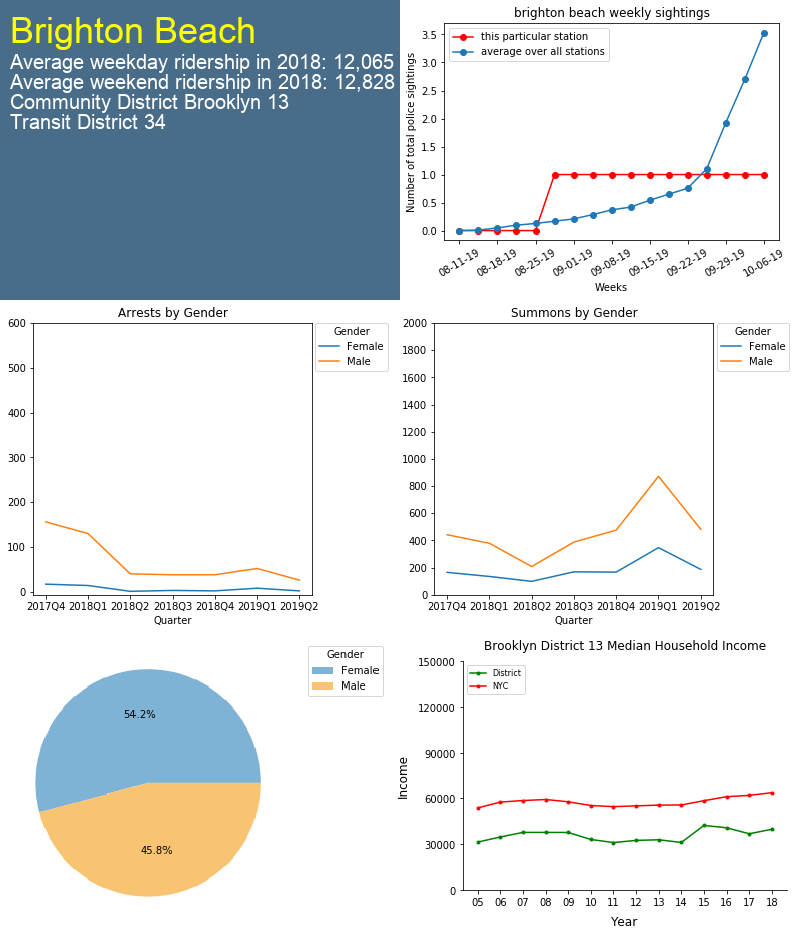 Brighton Beach
Average weekday ridership in 2018: 12,065
Average weekend ridership in 2018: 12,828
Community District Brooklyn 13
Transit District 34
brighton beach weekly sightings
this particular station
average over all stations
Number of total police sightings
3.5
3.0
2.5
2.0
1.5
1.0
0.5
0.0
08-11-19 08-18-19 08-25-19 09-01-19 09-08-19 09-15-19 09-22-19 09-29-19 10-06-19
Weeks
Arrests by Gender
Gender
Female
Male
600
500
400
300
200
100
0
2017Q4 2018Q1 2018Q2 2018Q3 2018Q4 2019Q1 2019Q2
Quarter
Summons by Gender
Gender
Female
Male
2000
1800
1600
1400
1200
1000
800
600
400
200
0
2017Q4 2018Q1 2018Q2 2018Q3 2018Q4 2019Q1 2019Q2
Quarter
Gender
Female
Male
54.2%
45.8%
Brooklyn District 13 Median Household Income
District
NYC
Income
150000
120000
90000
60000
30000
0
05 06 07 08 09 10 11 12 13 14 15 16 17 18
Year